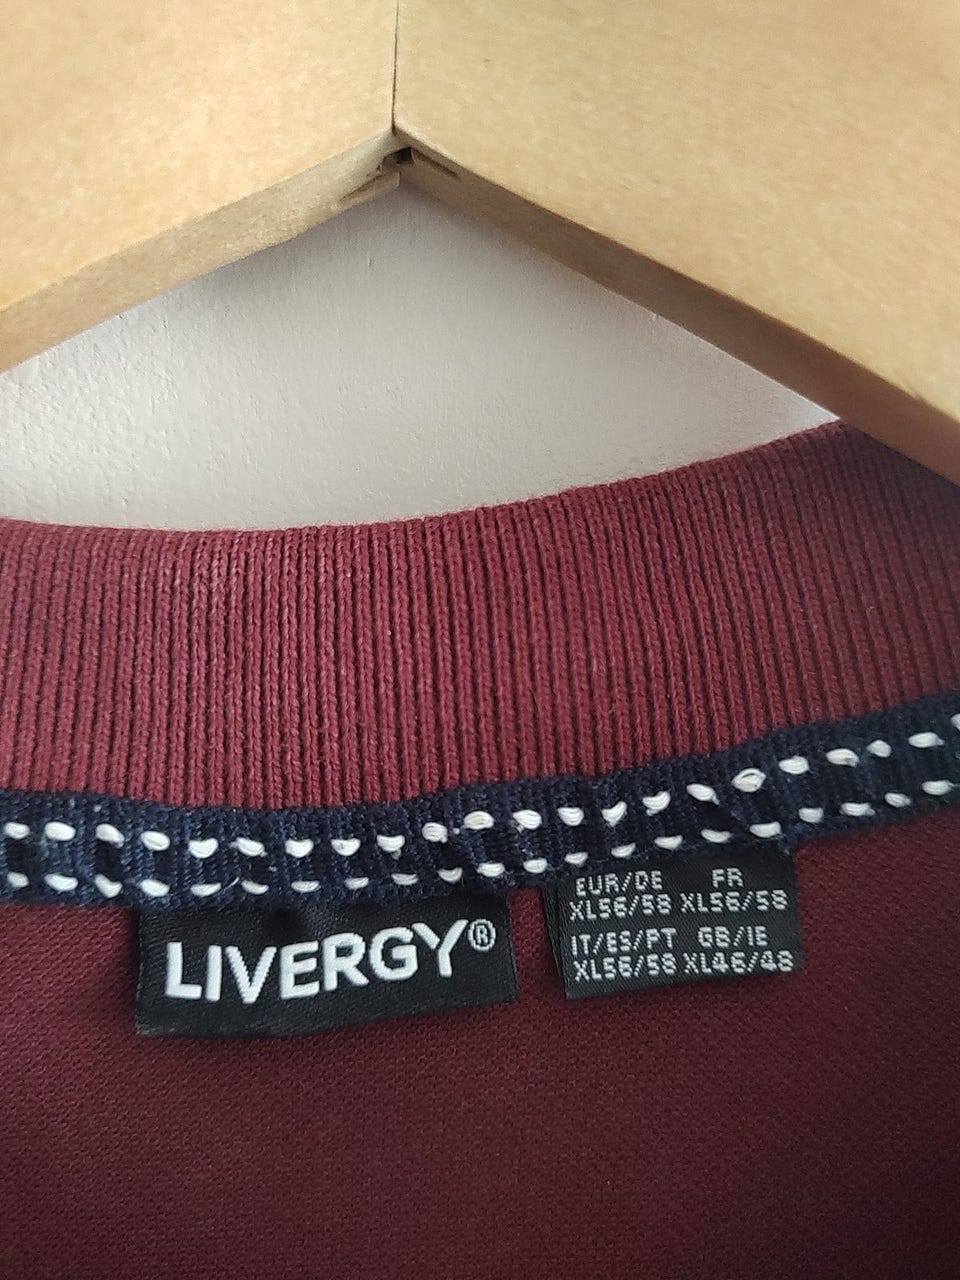 LIVERGY®
EUR/DE FR
XL56/58 XL56/58
IT/ES/PT GB/IE
XL56/58 XL46/48